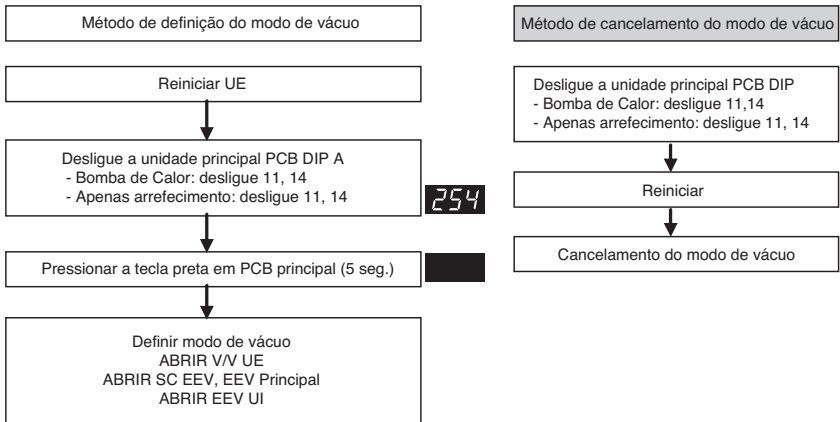 Método de definição do modo de vácuo
Reiniciar UE
Desligue a unidade principal PCB DIP A
- Bomba de Calor: desligue 11, 14
- Apenas arrefecimento: desligue 11, 14
254
Pressionar a tecla preta em PCB principal (5 seg.)
Definir modo de vácuo
ABRIR V/V UE
ABRIR SC EEV, EEV Principal
ABRIR EEV UI
Método de cancelamento do modo de vácuo
Desligue a unidade principal PCB DIP
- Bomba de Calor: desligue 11,14
- Apenas arrefecimento: desligue 11, 14
Reiniciar
Cancelamento do modo de vácuo